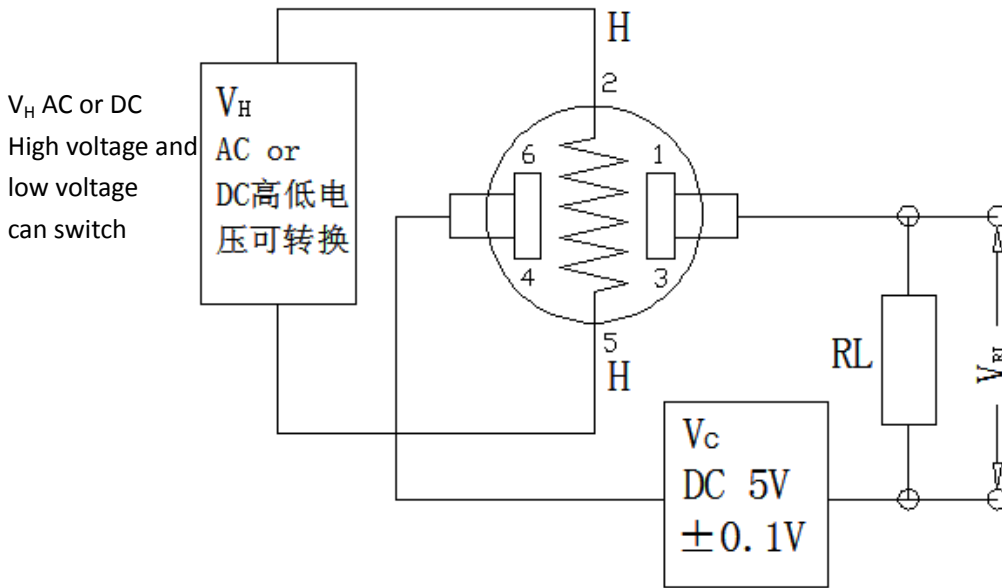 V_H AC or DC
High voltage and
low voltage
can switch
V_H
AC or
DC高低电
压可转换
H
2
6
1
4
3
5
H
RL
V_RL
Vc
DC 5V
±0.1V